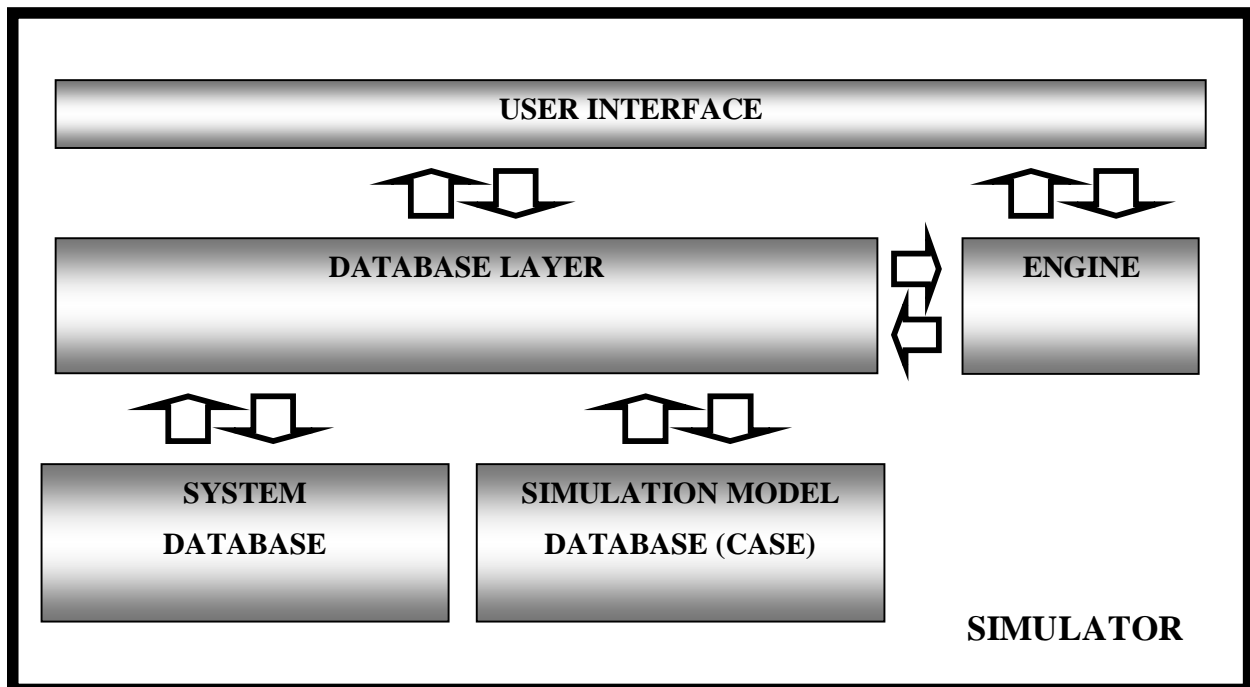 USER INTERFACE
DATABASE LAYER
ENGINE
SYSTEM
DATABASE
SIMULATION MODEL
DATABASE (CASE)
SIMULATOR